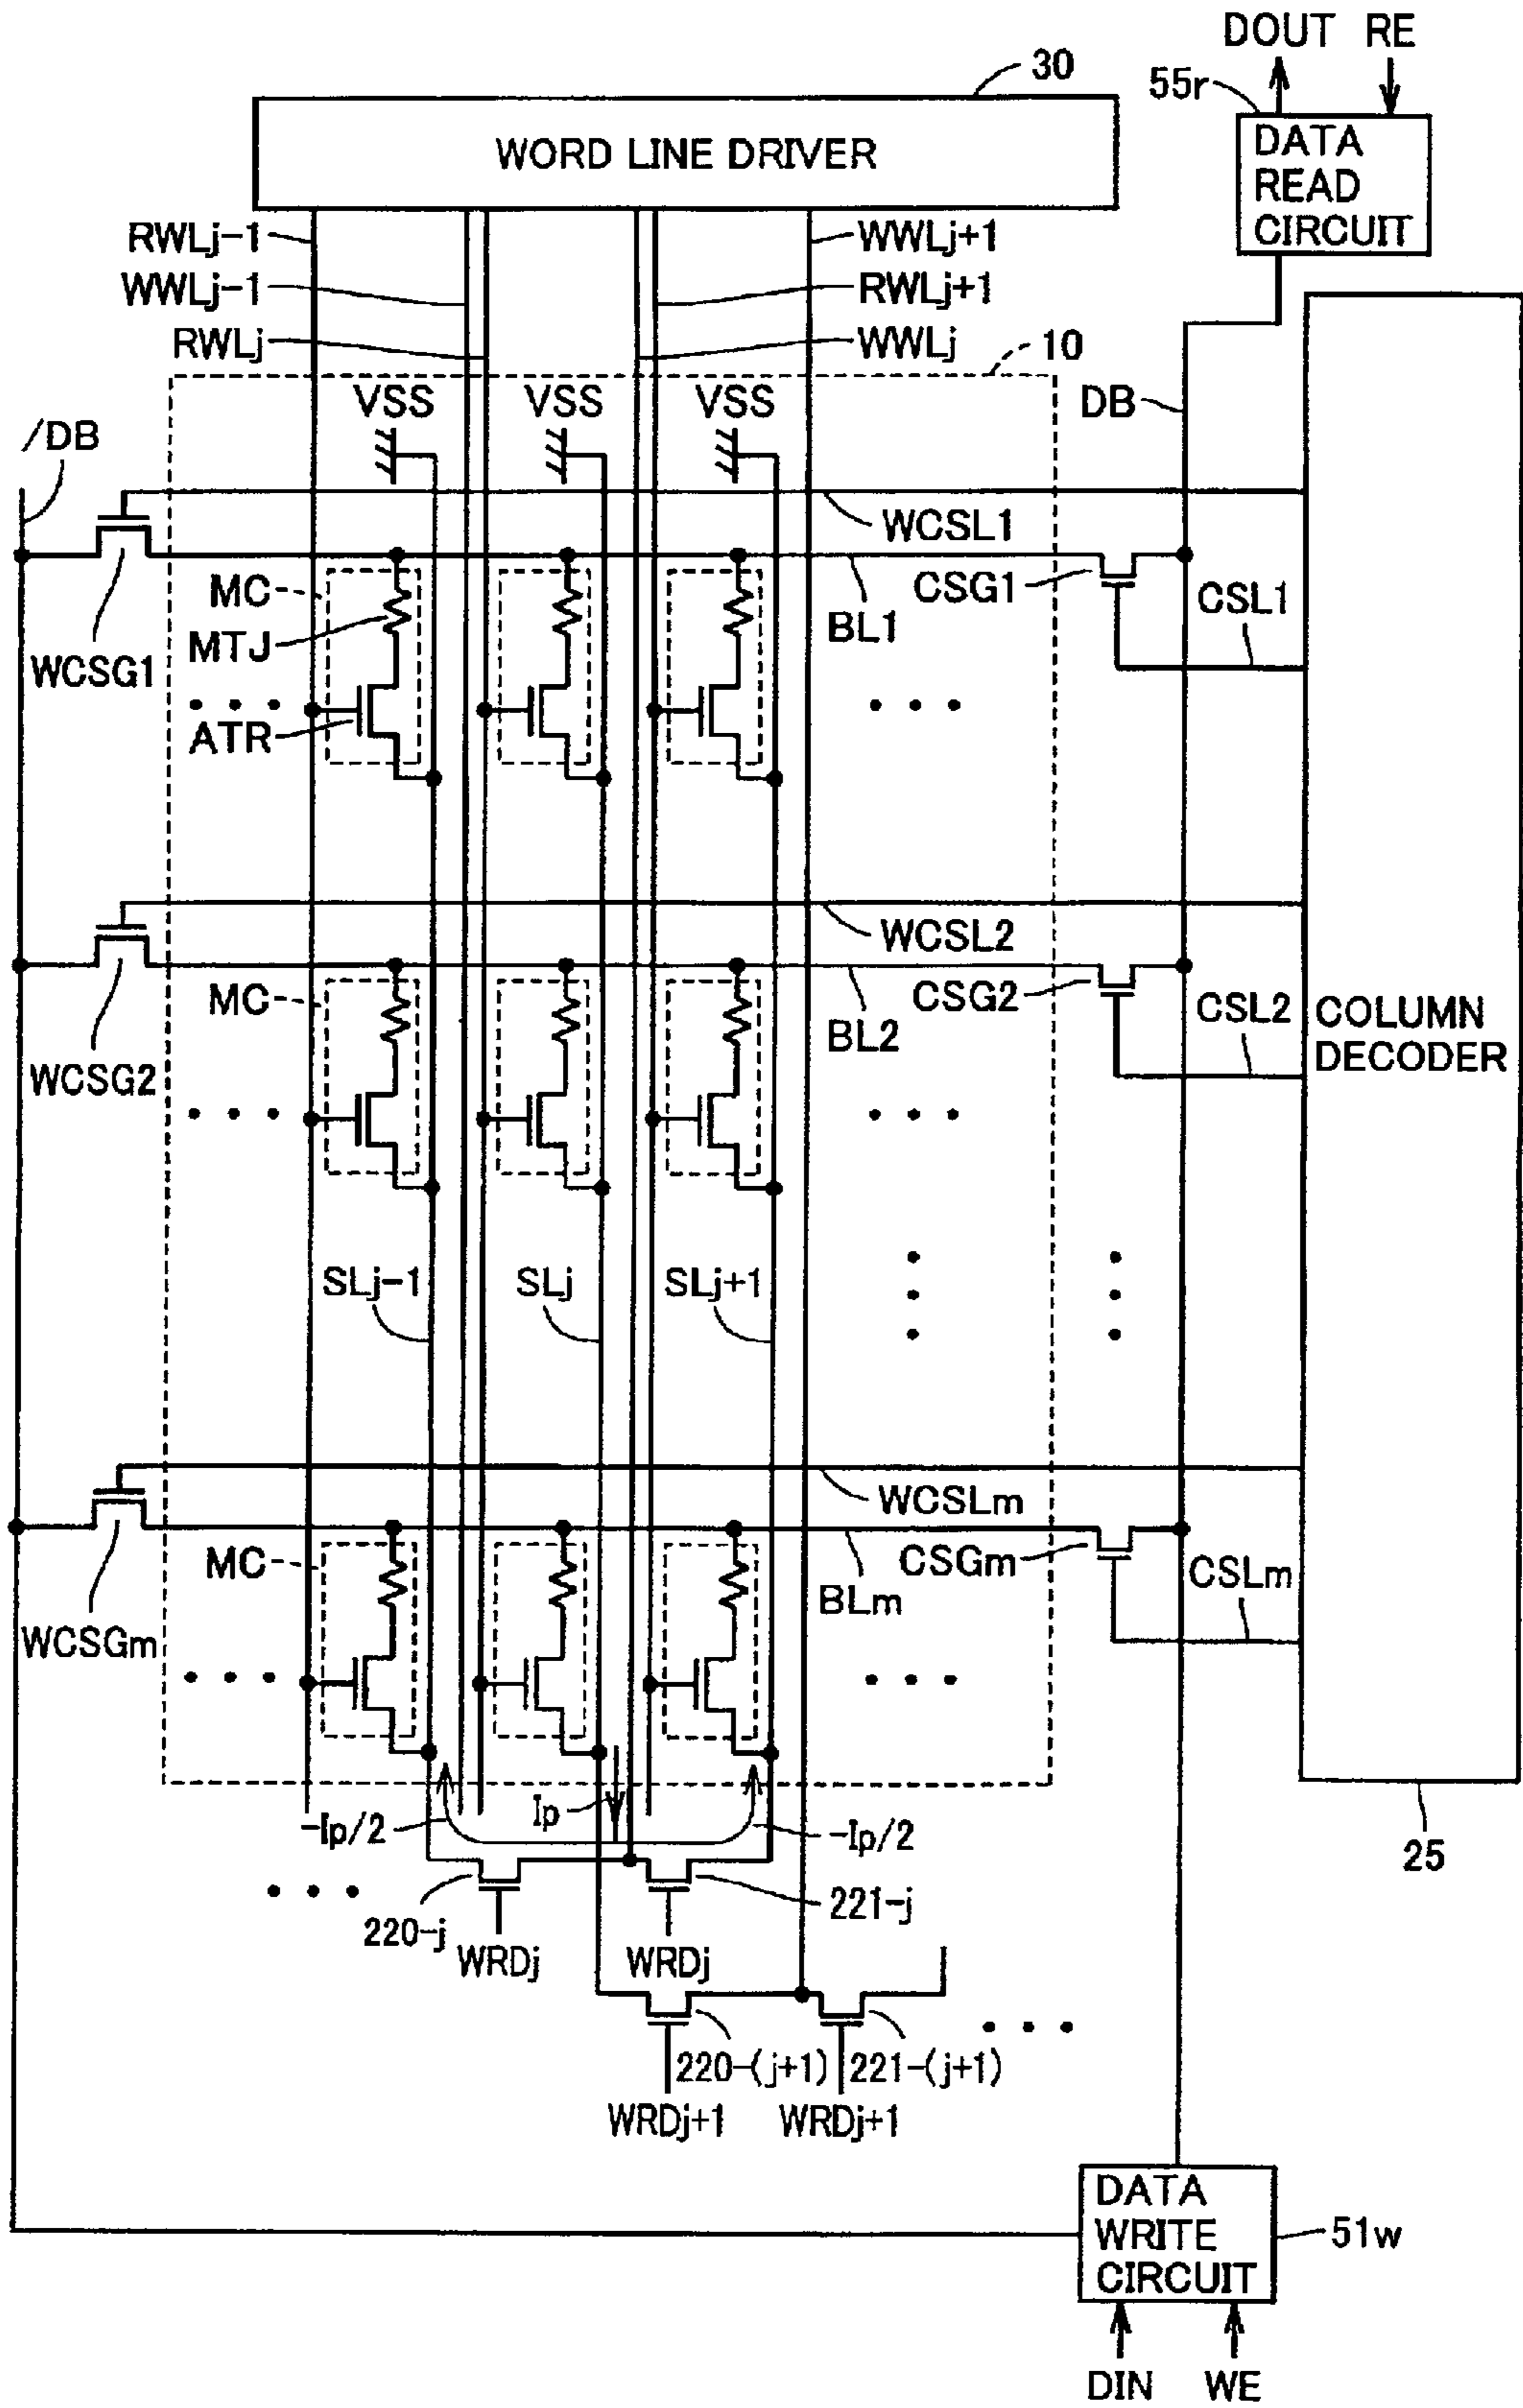 DOUT RE
30
55r
WORD LINE DRIVER
DATA
READ
CIRCUIT
RWLj-1
WWLj+1
WWLj-1
RWLj+1
RWLj
WWLj
10
VSS VSS VSS
DB
/DB
WCSL1
MC
CSG1
CSL1
MTJ
BL1
WCSG1
ATR
WCSL2
MC
CSG2
CSL2
COLUMN
DECODER
BL2
WCSG2
SLj-1 SLj SLj+1
WCSLm
MC
CSGm
CSLm
BLm
WCSGm
Ip
-Ip/2
-Ip/2
25
221-j
220-j
WRDj WRDj
220-(j+1) 221-(j+1)
WRDj+1 WRDj+1
DATA
WRITE
CIRCUIT
51w
DIN WE